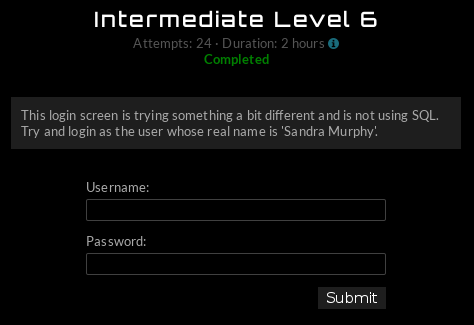 Intermediate Level 6
Attempts: 24 · Duration: 2 hours
Completed
This login screen is trying something a bit different and is not using SQL.
Try and login as the user whose real name is 'Sandra Murphy'.
Username:
Password:
Submit